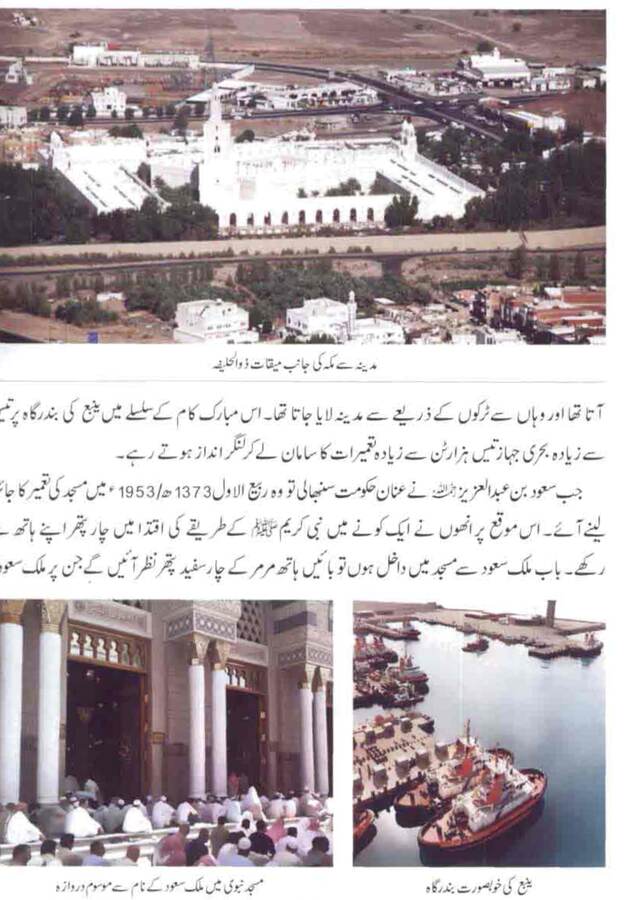 مدینہ سے مکہ کی جانب میقات ذوالحلیفہ
آتا تھا اور وہاں سے ٹرکوں کے ذریعے سے مدینہ لایا جاتا تھا۔ اس مبارک کام کے سلسلے میں ینبع کی بندرگاہ پر
سے زیادہ بحری جہاز تیس ہزار ٹن سے زیادہ تعمیرات کا سامان لے کر لنگر انداز ہوتے رہے۔
جب سعود بن عبدالعزیز رحمہ اللہ نے عنان حکومت سنبھالی تو وہ ربیع الاول 1373ھ/1953ء میں مسجد کی تعمیر کا
لینے آئے۔ اس موقع پر انھوں نے ایک کونے میں نبی کریم ﷺ کے طریقے کی اقتدا میں چار پتھر اپنے ہاتھ
رکھے۔ باب ملک سعود سے مسجد میں داخل ہوں تو بائیں ہاتھ مرمر کے چار سفید پتھر نظر آئیں گے جن پر ملک سعود
ینبع کی خوبصورت بندرگاہ
مسجد نبوی میں ملک سعود کے نام سے موسوم دروازہ